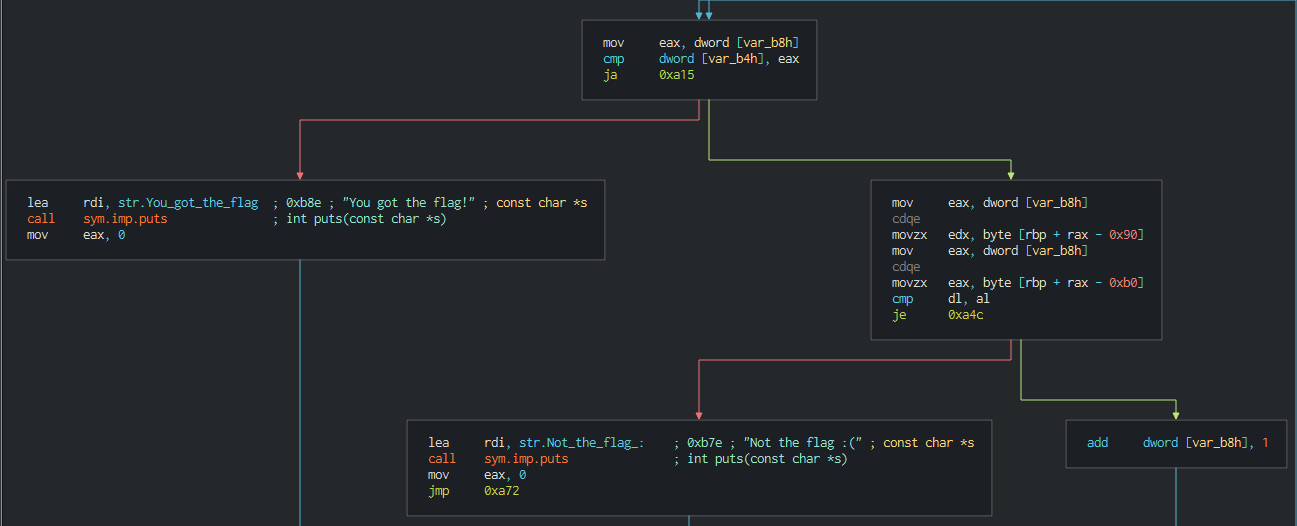 mov eax, dword [var_b8h]
cmp dword [var_b4h], eax
ja 0xa15
lea rdi, str.You_got_the_flag ; 0xb8e ; "You got the flag!" ; const char *s
call sym.imp.puts ; int puts(const char *s)
mov eax, 0
mov eax, dword [var_b8h]
cdqe
movzx edx, byte [rbp + rax - 0x90]
mov eax, dword [var_b8h]
cdqe
movzx eax, byte [rbp + rax - 0xb0]
cmp dl, al
je 0xa4c
lea rdi, str.Not_the_flag_: ; 0xb7e ; "Not the flag :(" ; const char *s
call sym.imp.puts ; int puts(const char *s)
mov eax, 0
jmp 0xa72
add dword [var_b8h], 1